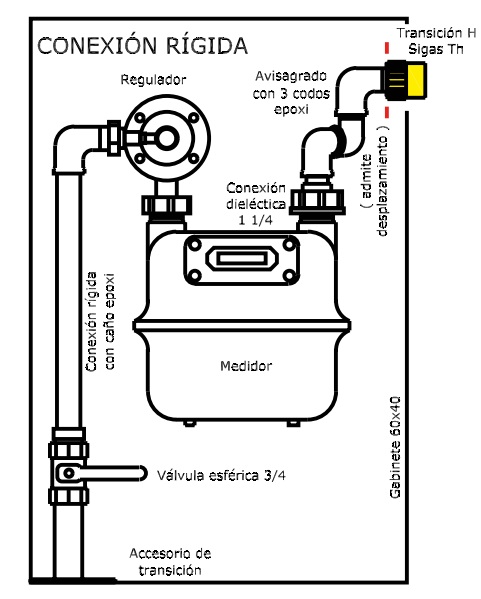 CONEXIÓN RÍGIDA
Transición H
Sigas Th
Regulador
Avisagrado
con 3 codos
epoxi
( admite
desplazamiento )
Conexión
dieléctica
1 1/4
Conexión rígida
con caño epoxi
Medidor
Gabinete 60x40
Válvula esférica 3/4
Accesorio de
transición